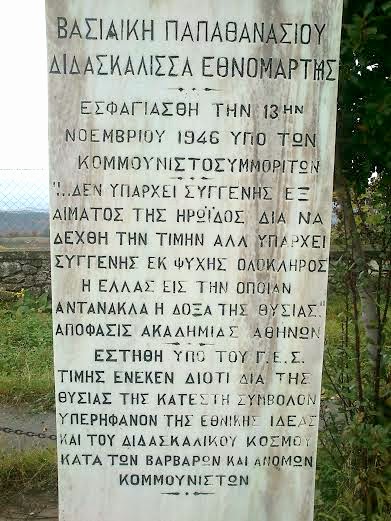 ΒΑΣΙΛΙΚΗ ΠΑΠΑΘΑΝΑΣΙΟΥ
ΔΙΔΑΣΚΑΛΙΣΣΑ ΕΘΝΟΜΑΡΤΗΣ
ΕΣΦΑΓΙΑΣΘΗ ΤΗΝ 13ΗΝ
ΝΟΕΜΒΡΙΟΥ 1946 ΥΠΟ ΤΩΝ
ΚΟΜΜΟΥΝΙΣΤΟΣΥΜΜΟΡΙΤΩΝ
"...ΔΕΝ ΥΠΑΡΧΕΙ ΣΥΓΓΕΝΗΣ ΕΞ
ΑΙΜΑΤΟΣ ΤΗΣ ΗΡΩΪΔΟΣ ΔΙΑ ΝΑ
ΔΕΧΘΗ ΤΗΝ ΤΙΜΗΝ ΑΛΛ ΥΠΑΡΧΕΙ
ΣΥΓΓΕΝΗΣ ΕΚ ΨΥΧΗΣ ΟΛΟΚΛΗΡΟΣ
Η ΕΛΛΑΣ ΕΙΣ ΤΗΝ ΟΠΟΙΑΝ
ΑΝΤΑΝΑΚΛΑ Η ΔΟΞΑ ΤΗΣ ΘΥΣΙΑΣ."
ΑΠΟΦΑΣΙΣ ΑΚΑΔΗΜΙΑΣ ΑΘΗΝΩΝ
ΕΣΤΗΘΗ ΥΠΟ ΤΟΥ Γ.Ε.Σ.
ΤΙΜΗΣ ΕΝΕΚΕΝ ΔΙΟΤΙ ΔΙΑ ΤΗΣ
ΘΥΣΙΑΣ ΤΗΣ ΚΑΤΕΣΤΗ ΣΥΜΒΟΛΟΝ
ΥΠΕΡΗΦΑΝΟΝ ΤΗΣ ΕΘΝΙΚΗΣ ΙΔΕΑΣ
ΚΑΙ ΤΟΥ ΔΙΔΑΣΚΑΛΙΚΟΥ ΚΟΣΜΟΥ
ΚΑΤΑ ΤΩΝ ΒΑΡΒΑΡΩΝ ΚΑΙ ΑΝΟΜΩΝ
ΚΟΜΜΟΥΝΙΣΤΩΝ